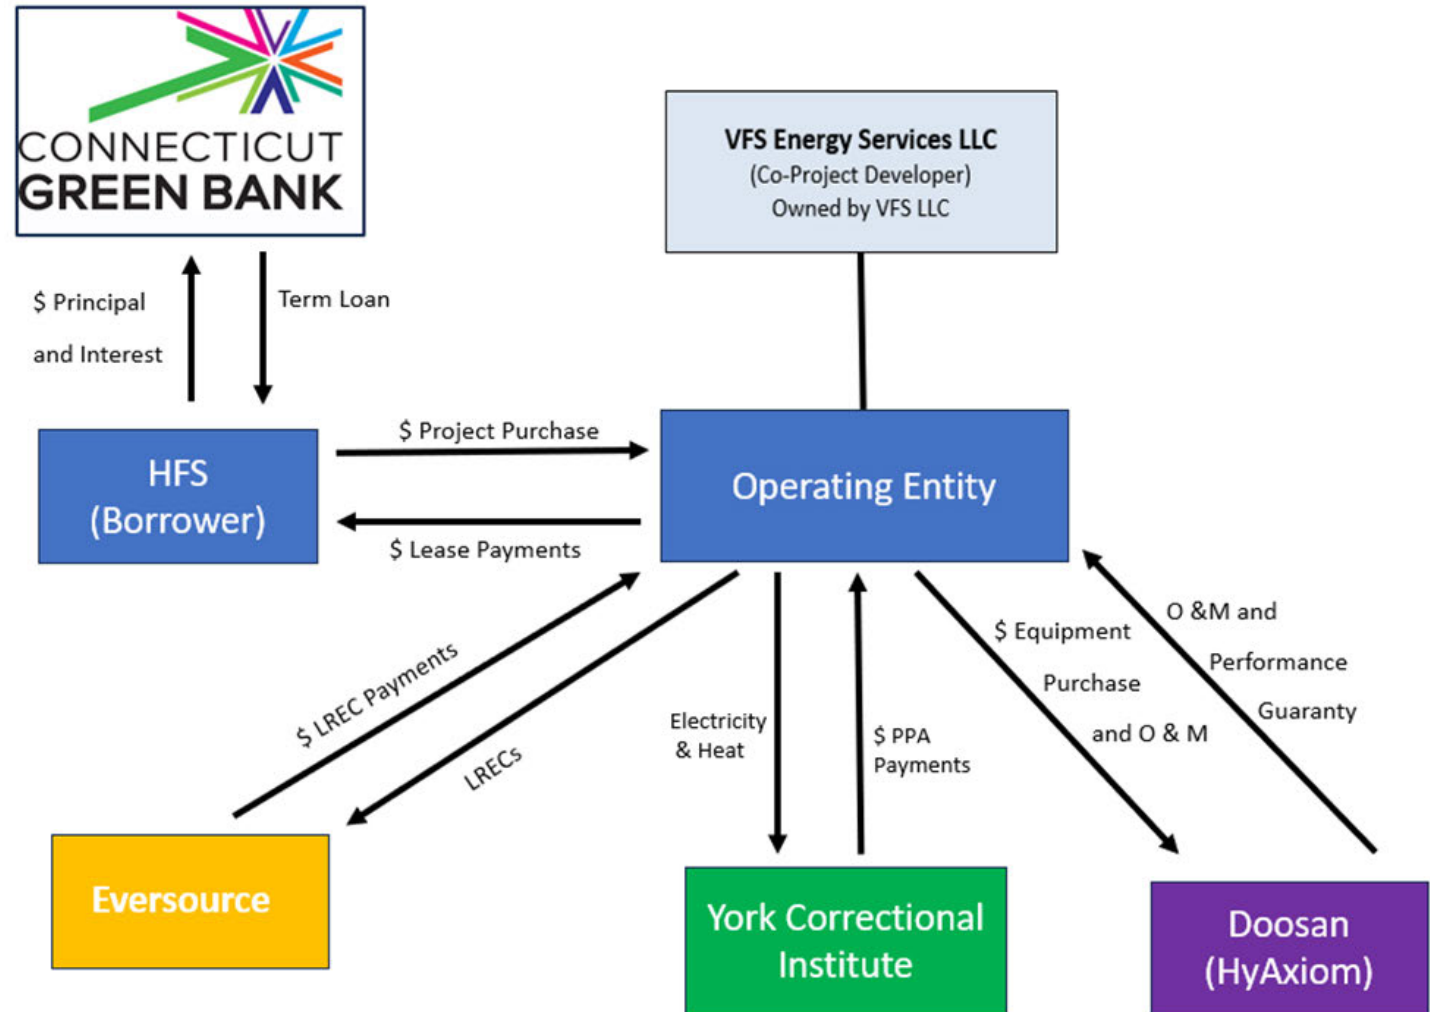 CONNECTICUT
GREEN BANK
VFS Energy Services LLC
(Co-Project Developer)
Owned by VFS LLC
$ Principal
and Interest
Term Loan
HFS
(Borrower)
$ Project Purchase
$ Lease Payments
Operating Entity
$ LREC Payments
LRECs
Electricity
& Heat
$ PPA
Payments
$ Equipment
Purchase
and O & M
O &M and
Performance
Guaranty
Eversource
York Correctional
Institute
Doosan
(HyAxiom)